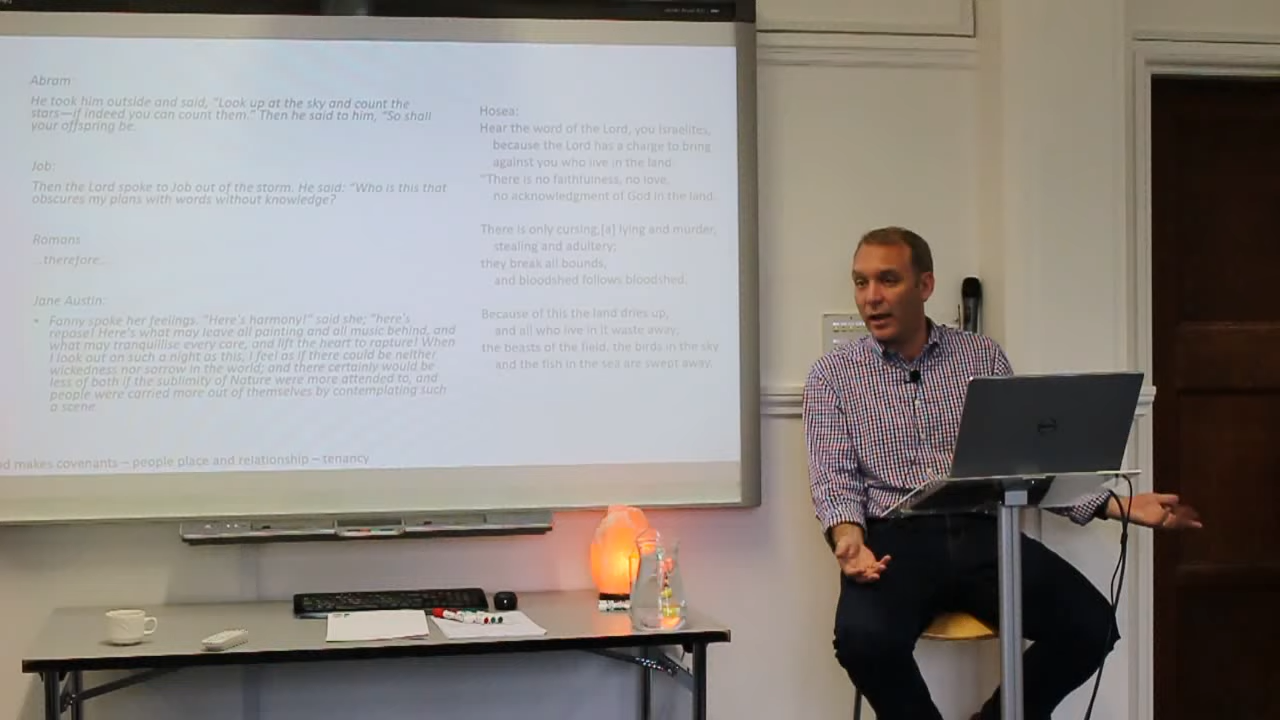 Abram:
He took him outside and said, “Look up at the sky and count the
stars—if indeed you can count them.” Then he said to him, “So shall
your offspring be.
Job:
Then the Lord spoke to Job out of the storm. He said: “Who is this that
obscures my plans with words without knowledge?
Romans
…therefore…
Jane Austin:
• Fanny spoke her feelings. "Here's harmony!" said she; "here's
repose! Here's what may leave all painting and all music behind, and
what may tranquillise every care, and lift the heart to rapture! When
I look out on such a night as this, I feel as if there could be neither
wickedness nor sorrow in the world; and there certainly would be
less of both if the sublimity of Nature were more attended to, and
people were carried more out of themselves by contemplating such
a scene
makes covenants – people place and relationship – tenancy
Hosea:
Hear the word of the Lord, you Israelites,
because the Lord has a charge to bring
against you who live in the land:
“There is no faithfulness, no love,
no acknowledgment of God in the land.
There is only cursing,[a] lying and murder,
stealing and adultery;
they break all bounds,
and bloodshed follows bloodshed.
Because of this the land dries up,
and all who live in it waste away;
the beasts of the field, the birds in the sky
and the fish in the sea are swept away.
DELL